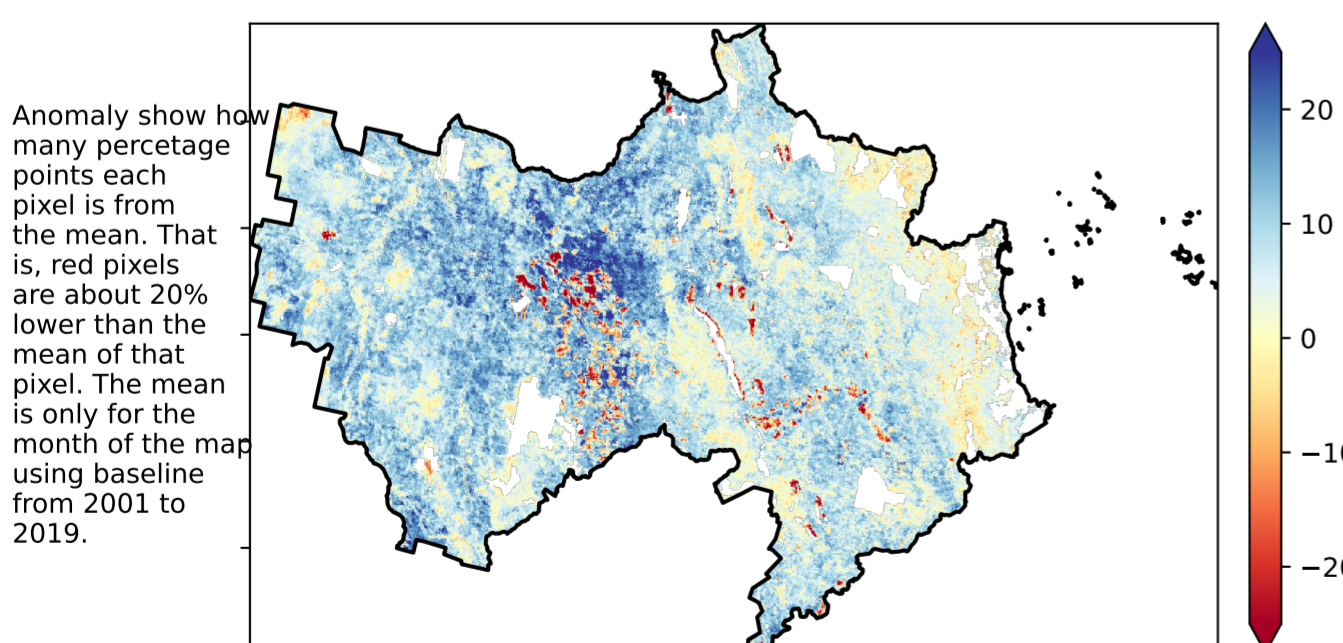 Anomaly show how
many percetage
points each
pixel is from
the mean. That
is, red pixels
are about 20%
lower than the
mean of that
pixel. The mean
is only for the
month of the map
using baseline
from 2001 to
2019.
20
10
0
−10
−20